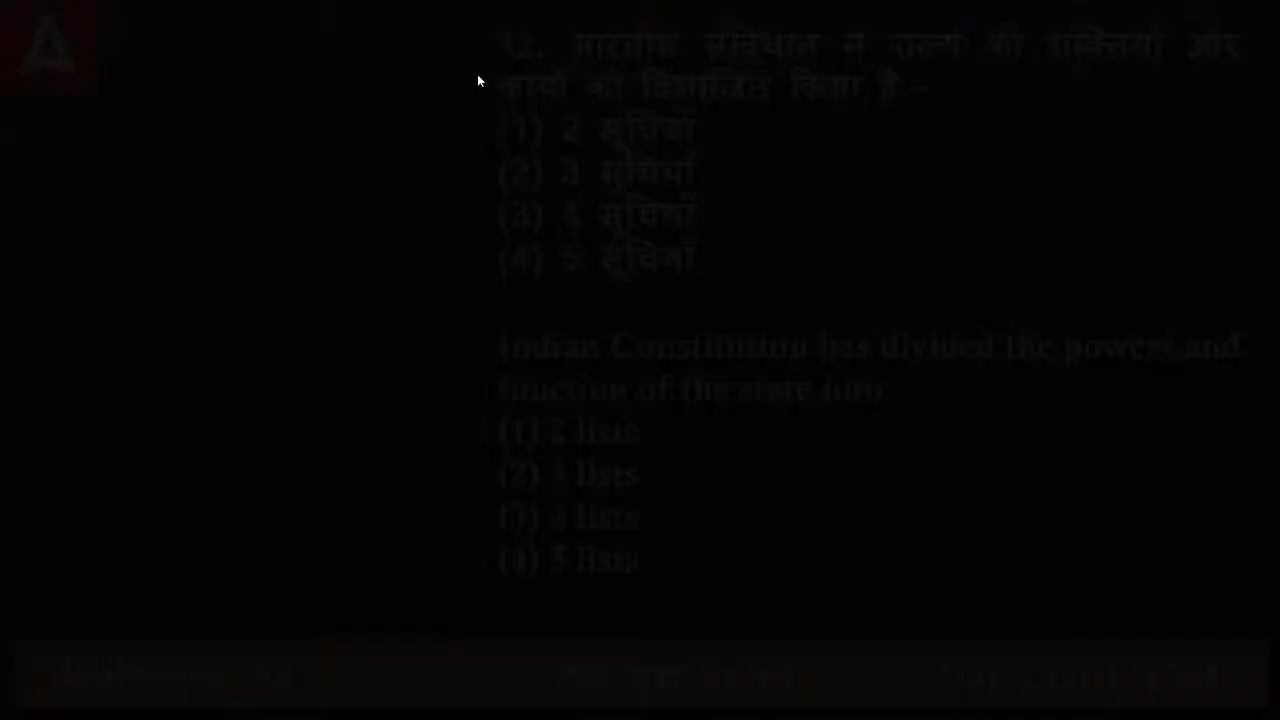 12. भारतीय संविधान ने राज्य की शक्तियों और
कार्यों को विभाजित किया है:-
(1) 2 सूचियाँ
(2) 3 सूचियाँ
(3) 4 सूचियाँ
(4) 5 सूचियाँ
Indian Constitution has divided the powers and
function of the state into
(1) 2 lists
(2) 3 lists
(3) 4 lists
(4) 5 lists